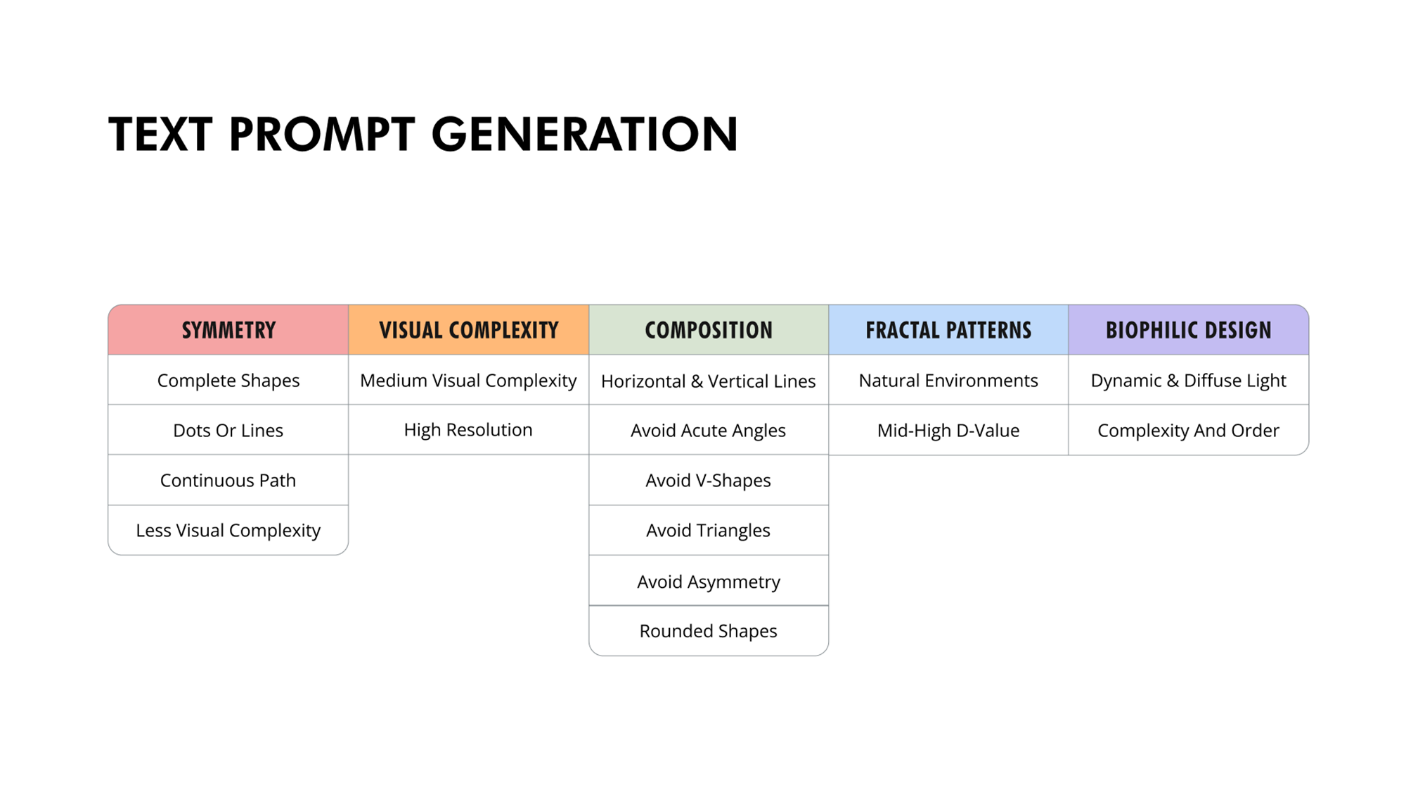 TEXT PROMPT GENERATION
SYMMETRY VISUAL COMPLEXITY COMPOSITION FRACTAL PATTERNS BIOPHILIC DESIGN
Complete Shapes Medium Visual Complexity Horizontal & Vertical Lines Natural Environments Dynamic & Diffuse Light
Dots Or Lines High Resolution Avoid Acute Angles Mid-High D-Value Complexity And Order
Continuous Path Avoid V-Shapes
Less Visual Complexity Avoid Triangles
Avoid Asymmetry
Rounded Shapes